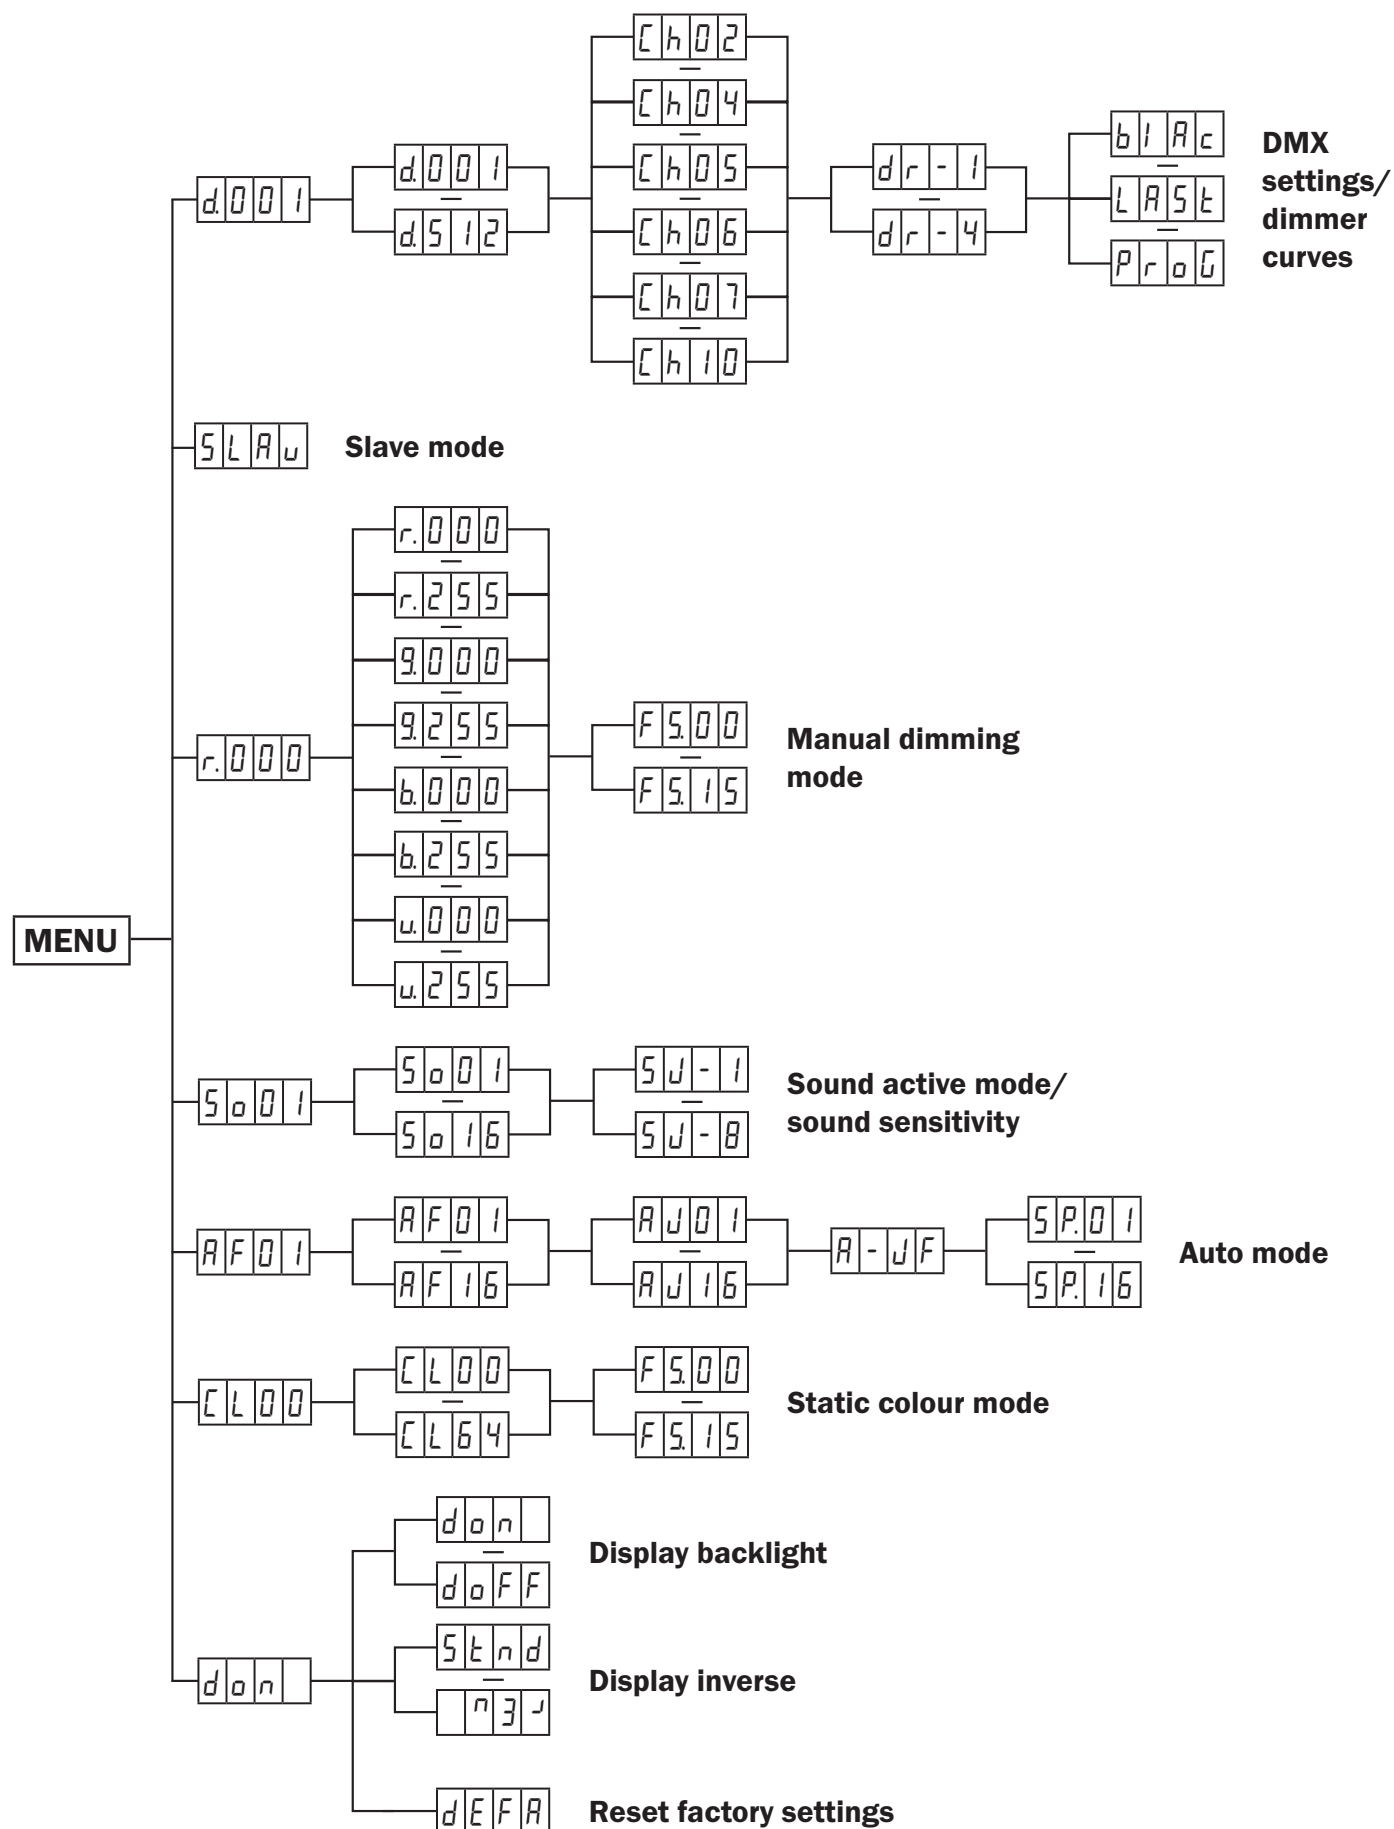 MENU
d.001
d.001
d.512
Ch02
Ch04
Ch05
Ch06
Ch07
Ch10
dr-1
dr-4
blAc
LASt
ProG
DMX
settings/
dimmer
curves
SLAv
Slave mode
r.000
r.000
r.255
g.000
g.255
b.000
b.255
u.000
u.255
FS.00
FS.15
Manual dimming
mode
So01
So01
So16
SJ-1
SJ-8
Sound active mode/
sound sensitivity
AF01
AF01
AF16
AJ01
AJ16
A-JF
SP.01
SP.16
Auto mode
CL00
CL00
CL64
FS.00
FS.15
Static colour mode
don
don
doFF
Display backlight
Stnd
Display inverse
dEFA
Reset factory settings